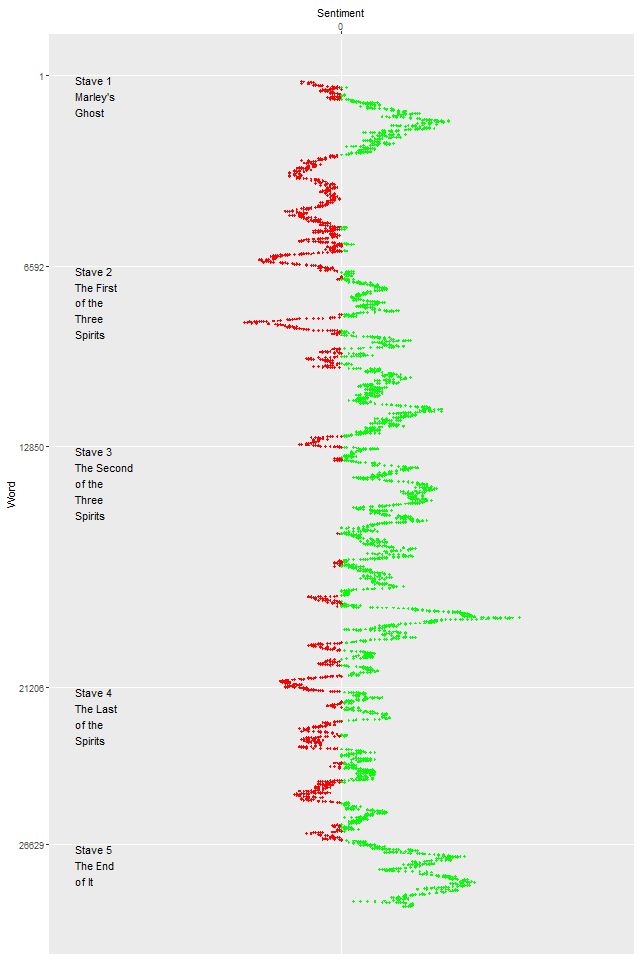 Sentiment
0
1
Stave 1
Marley's
Ghost
6592
Stave 2
The First
of the
Three
Spirits
12850
Stave 3
The Second
of the
Three
Spirits
Word
21206
Stave 4
The Last
of the
Spirits
26629
Stave 5
The End
of It